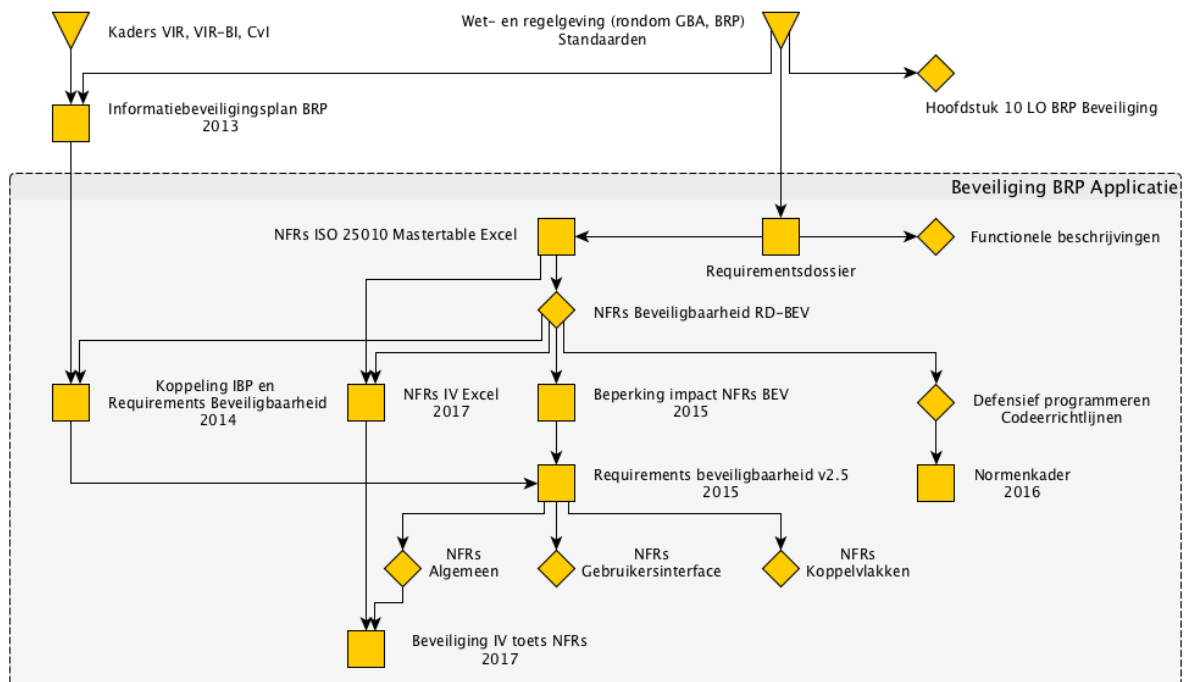 Kaders VIR, VIR-BI, CvI
Wet- en regelgeving (rondom GBA, BRP)
Standaarden
Informatiebeveiligingsplan BRP
2013
Hoofdstuk 10 LO BRP Beveiliging
Beveiliging BRP Applicatie
NFRs ISO 25010 Mastertable Excel
Requirementsdossier
Functionele beschrijvingen
NFRs Beveiligbaarheid RD-BEV
Koppeling IBP en
Requirements Beveiligbaarheid
2014
NFRs IV Excel
2017
Beperking impact NFRs BEV
2015
Defensief programmeren
Codeerrichtlijnen
Requirements beveiligbaarheid v2.5
2015
Normenkader
2016
NFRs
Algemeen
NFRs
Gebruikersinterface
NFRs
Koppelvlakken
Beveiliging IV toets NFRs
2017